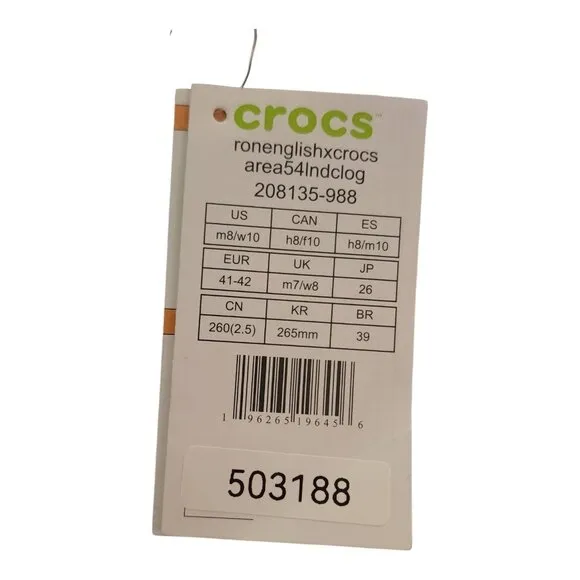 crocs™
ronenglishxcrocs
area54lndclog
208135-988
US CAN ES
m8/w10 h8/f10 h8/m10
EUR UK JP
41-42 m7/w8 26
CN KR BR
260(2.5) 265mm 39
1 96265 19645 6
503188